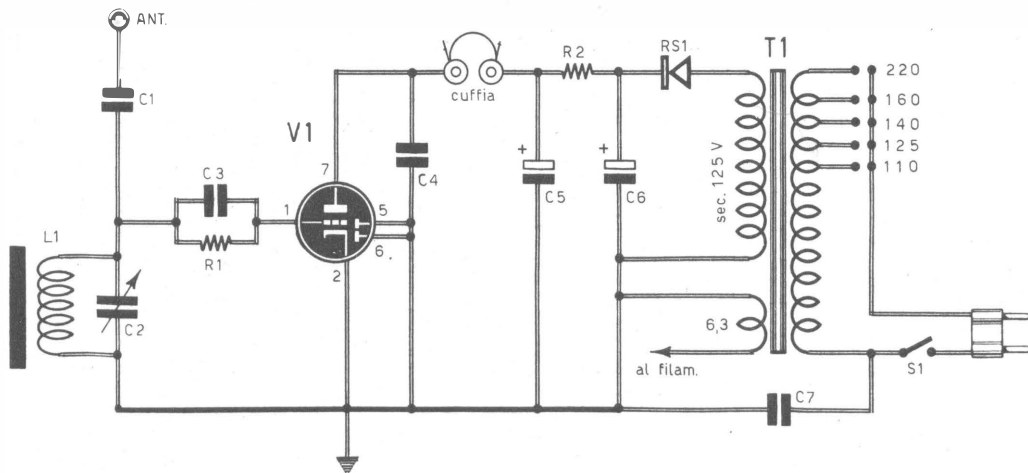 ANT.
C1
C3
R1
L1
C2
V1
7
1
5
6.
2
C4
cuffia
R2
+
C5
+
C6
RS1
sec. 125 V
6,3
al filam.
T1
220
160
140
125
110
S1
C7